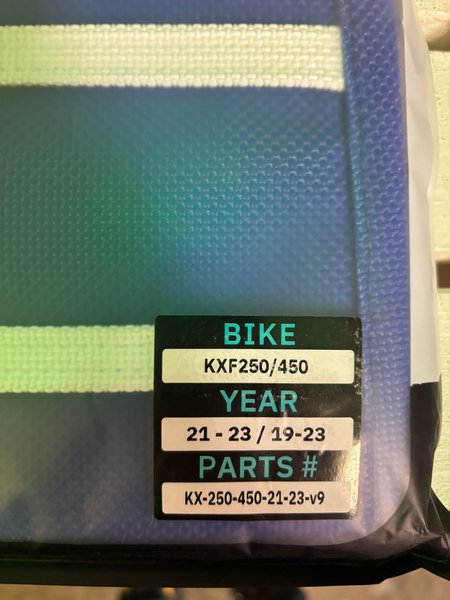 BIKE
KXF250/450
YEAR
21 - 23 / 19-23
PARTS #
KX-250-450-21-23-v9